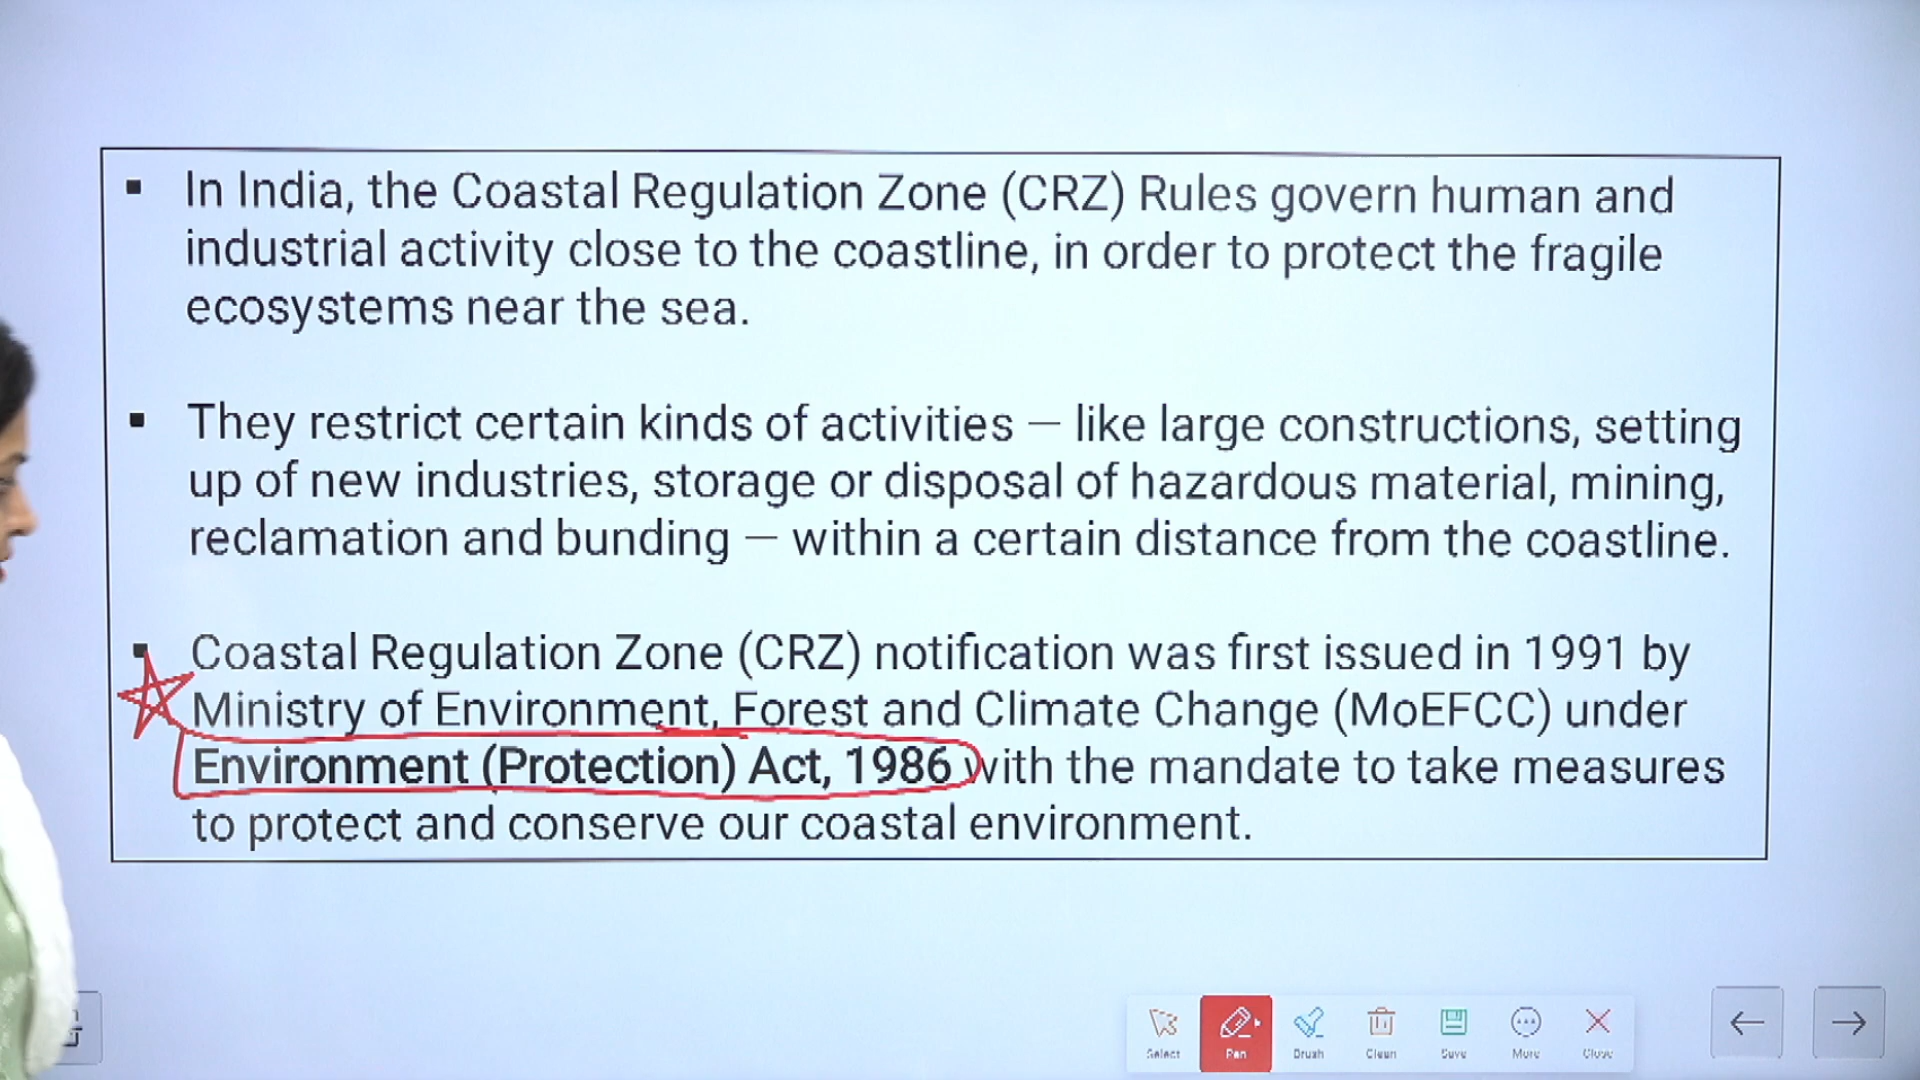 ▪ In India, the Coastal Regulation Zone (CRZ) Rules govern human and
industrial activity close to the coastline, in order to protect the fragile
ecosystems near the sea.
▪ They restrict certain kinds of activities — like large constructions, setting
up of new industries, storage or disposal of hazardous material, mining,
reclamation and bunding — within a certain distance from the coastline.
▪ Coastal Regulation Zone (CRZ) notification was first issued in 1991 by
Ministry of Environment, Forest and Climate Change (MoEFCC) under
Environment (Protection) Act, 1986 with the mandate to take measures
to protect and conserve our coastal environment.
Select Pen Brush Clean Save More Close